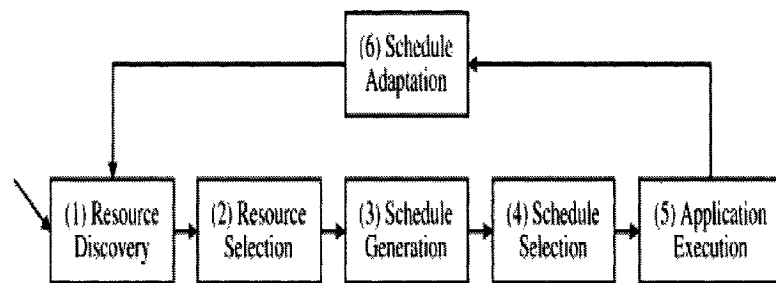 (6) Schedule
Adaptation
(1) Resource
Discovery
(2) Resource
Selection
(3) Schedule
Generation
(4) Schedule
Selection
(5) Application
Execution